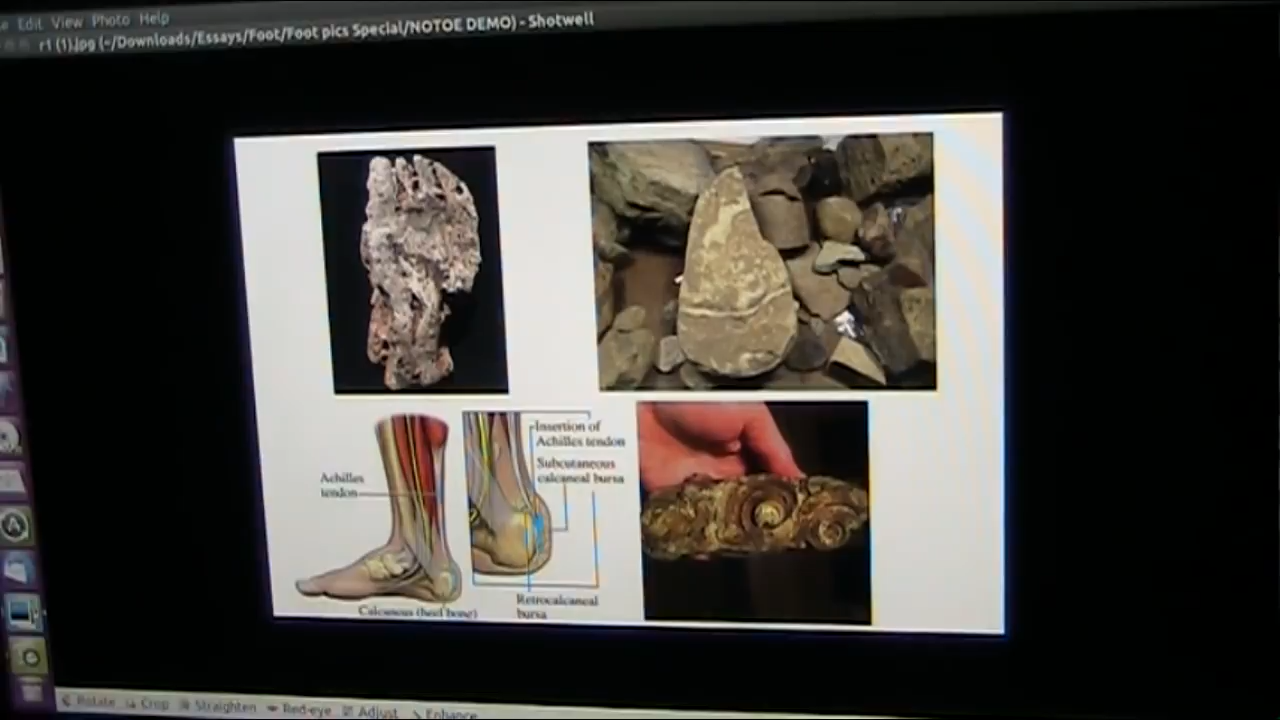 Edit View Photo Help
r1 (1).jpg (~/Downloads/Essays/Foot/Foot pics Special/NOTOE DEMO) - Shotwell
Insertion of
Achilles tendon
Subcutaneous
calcaneal bursa
Achilles
tendon
Retrocalcaneal
bursa
Calcaneus (heel bone)
Rotate Crop Straighten Red-eye Adjust Enhance